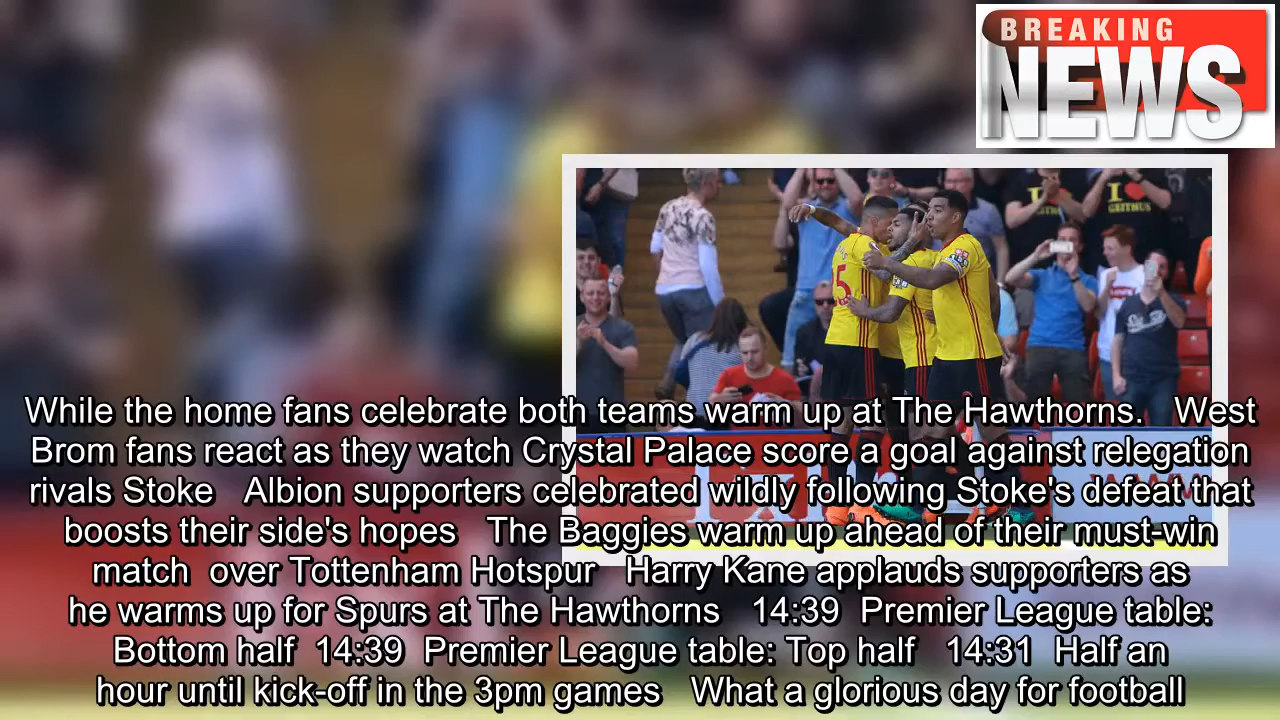 BREAKING
NEWS
I
I
5
While the home fans celebrate both teams warm up at The Hawthorns. West
Brom fans react as they watch Crystal Palace score a goal against relegation
rivals Stoke Albion supporters celebrated wildly following Stoke's defeat that
boosts their side's hopes The Baggies warm up ahead of their must-win
match over Tottenham Hotspur Harry Kane applauds supporters as
he warms up for Spurs at The Hawthorns 14:39 Premier League table:
Bottom half 14:39 Premier League table: Top half 14:31 Half an
hour until kick-off in the 3pm games What a glorious day for football